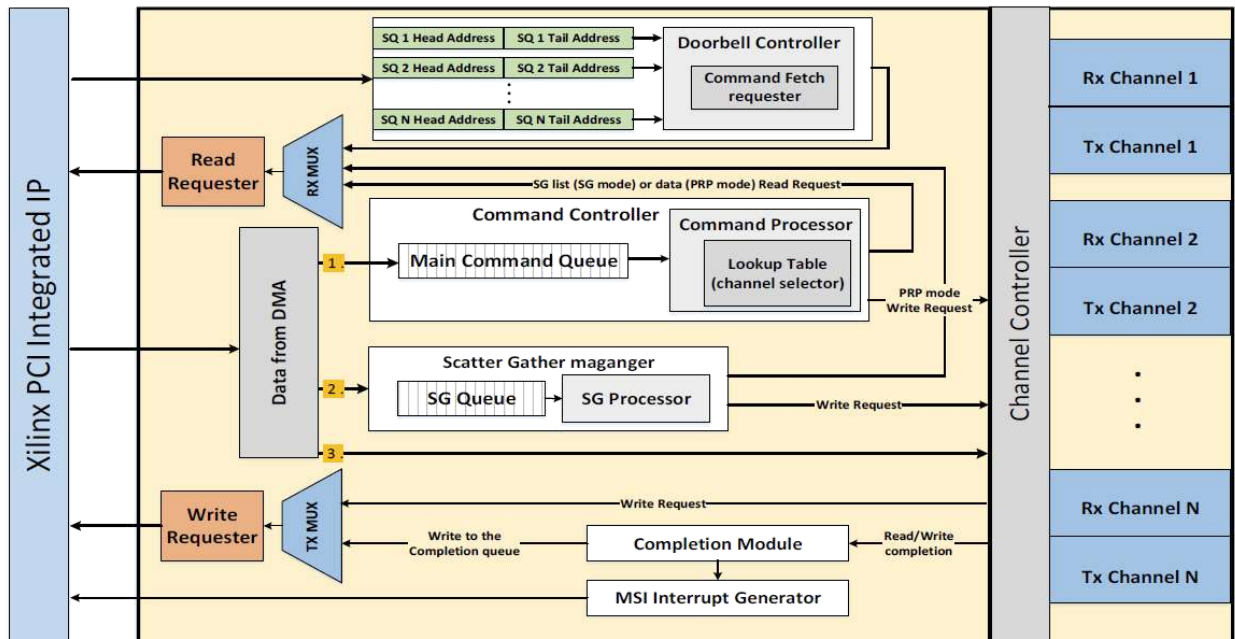 Xilinx PCI Integrated IP
SQ 1 Head Address
SQ 1 Tail Address
SQ 2 Head Address
SQ 2 Tail Address
SQ N Head Address
SQ N Tail Address
Doorbell Controller
Command Fetch
requester
Read
Requester
RX MUX
SG list (SG mode) or data (PRP mode) Read Request
Command Controller
Main Command Queue
Command Processor
Lookup Table
(channel selector)
PRP mode
Write Request
Data from DMA
1.
2.
3.
Scatter Gather maganger
SG Queue
SG Processor
Write Request
Write
Requester
TX MUX
Write Request
Write to the
Completion queue
Completion Module
Read/Write
completion
MSI Interrupt Generator
Channel Controller
Rx Channel 1
Tx Channel 1
Rx Channel 2
Tx Channel 2
Rx Channel N
Tx Channel N